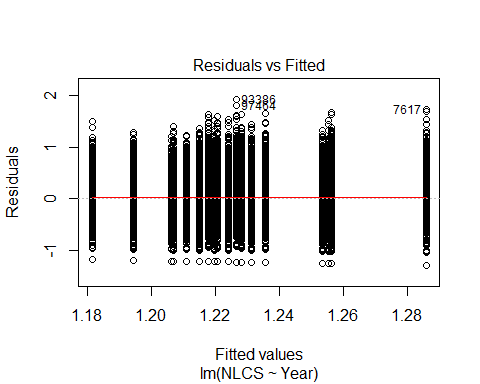 Residuals vs Fitted
Residuals
2
1
0
-1
93386
97464
7617
1.18 1.20 1.22 1.24 1.26 1.28
Fitted values
lm(NLCS ~ Year)